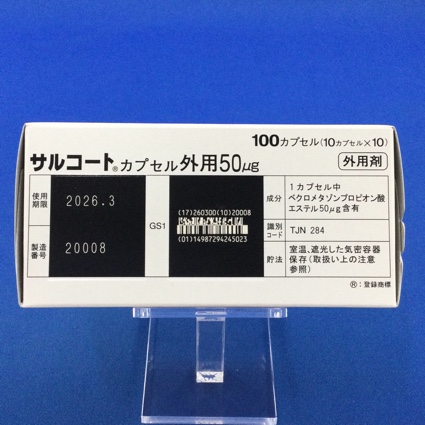 100カプセル(10カプセル×10)
サルコート®カプセル外用50μg
外用剤
使用期限
2026.3
製造番号
20008
GS1
(17)260300(10)20008
(01)14987294245023
成分
1カプセル中
ベクロメタゾンプロピオン酸
エステル50μg含有
識別コード
TJN 284
貯法
室温、遮光した気密容器
保存(取扱い上の注意
参照)
®:登録商標